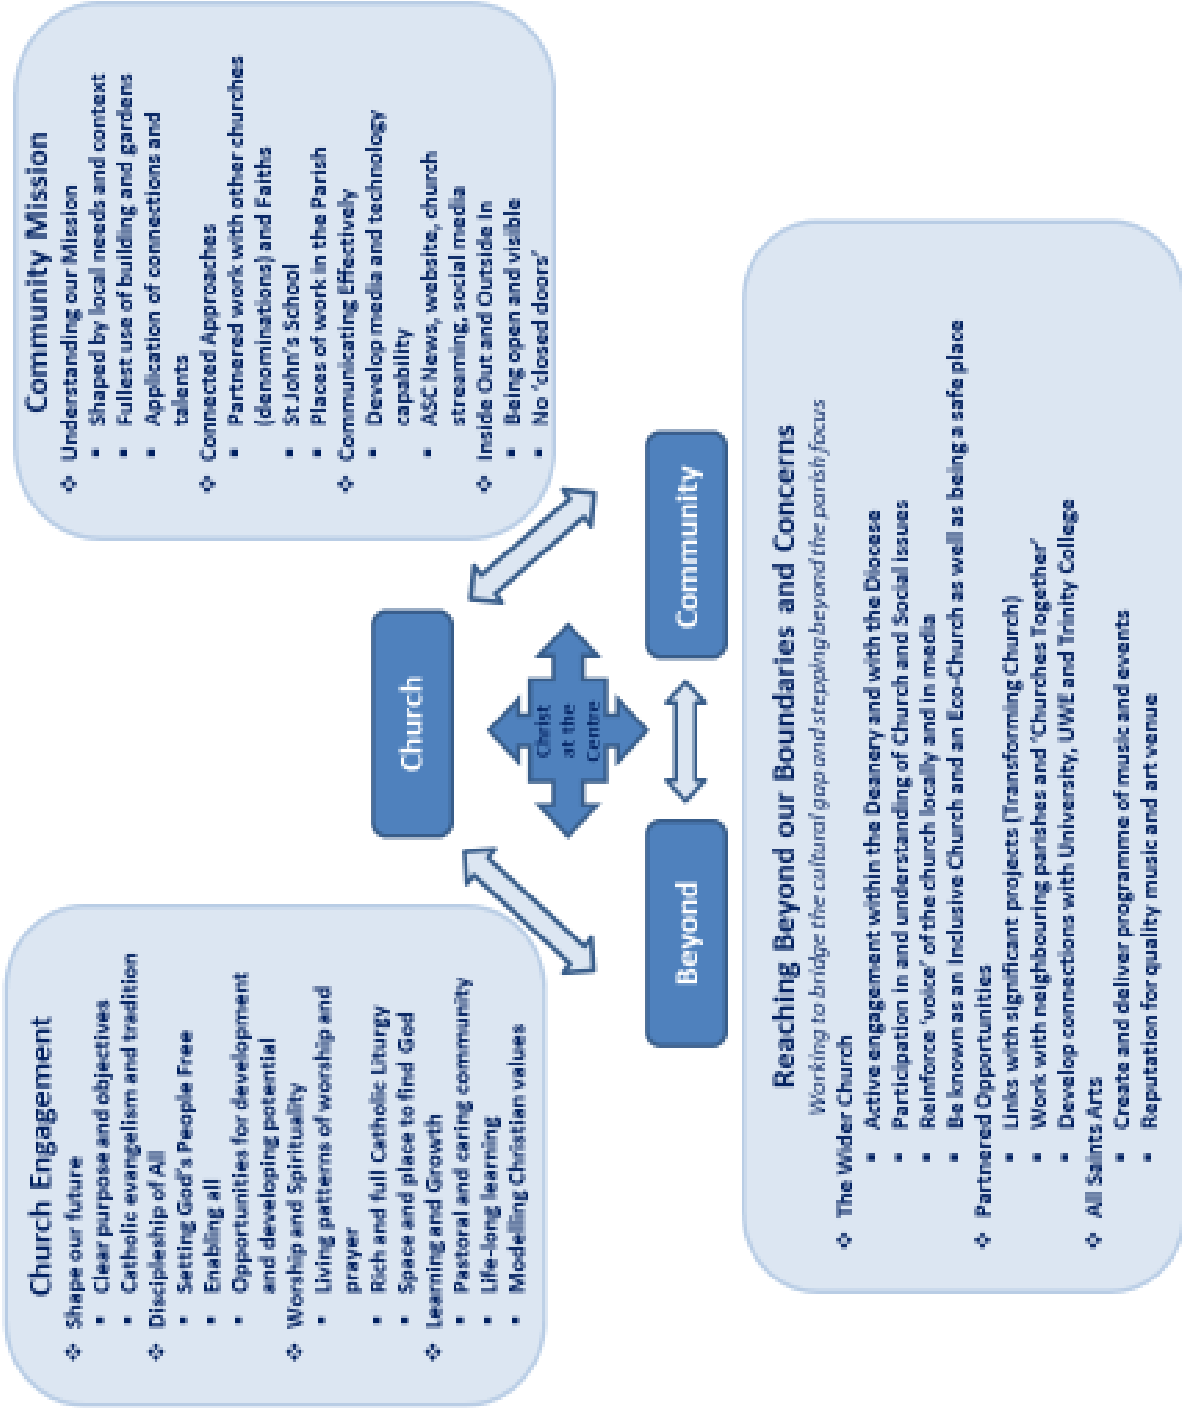 Church Engagement
❖ Shape our future
▪ Clear purpose and objectives
▪ Catholic evangelism and tradition
❖ Discipleship of All
▪ Setting God's People Free
▪ Enabling all
▪ Opportunities for development
and developing potential
❖ Worship and Spirituality
▪ Living patterns of worship and
prayer
▪ Rich and full Catholic Liturgy
▪ Space and place to find God
❖ Learning and Growth
▪ Pastoral and caring community
▪ Life-long learning
▪ Modelling Christian values
Community Mission
❖ Understanding our Mission
▪ Shaped by local needs and context
▪ Fullest use of building and gardens
▪ Application of connections and
talents
❖ Connected Approaches
▪ Partnered work with other churches
(denominations) and Faiths
▪ St John's School
▪ Places of work in the Parish
❖ Communicating Effectively
▪ Develop media and technology
capability
▪ ASC News, website, church
streaming, social media
❖ Inside Out and Outside In
▪ Being open and visible
▪ No 'closed doors'
Church
Christ
at the
Centre
Beyond
Community
Reaching Beyond our Boundaries and Concerns
Working to bridge the cultural gap and stepping beyond the parish focus
❖ The Wider Church
▪ Active engagement within the Deanery and with the Diocese
▪ Participation in and understanding of Church and Social issues
▪ Reinforce 'voice' of the church locally and in media
▪ Be known as an Inclusive Church and an Eco-Church as well as being a safe place
❖ Partnered Opportunities
▪ Links with significant projects (Transforming Church)
▪ Work with neighbouring parishes and 'Churches Together'
▪ Develop connections with University, UWE and Trinity College
❖ All Saints Arts
▪ Create and deliver programme of music and events
▪ Reputation for quality music and art venue